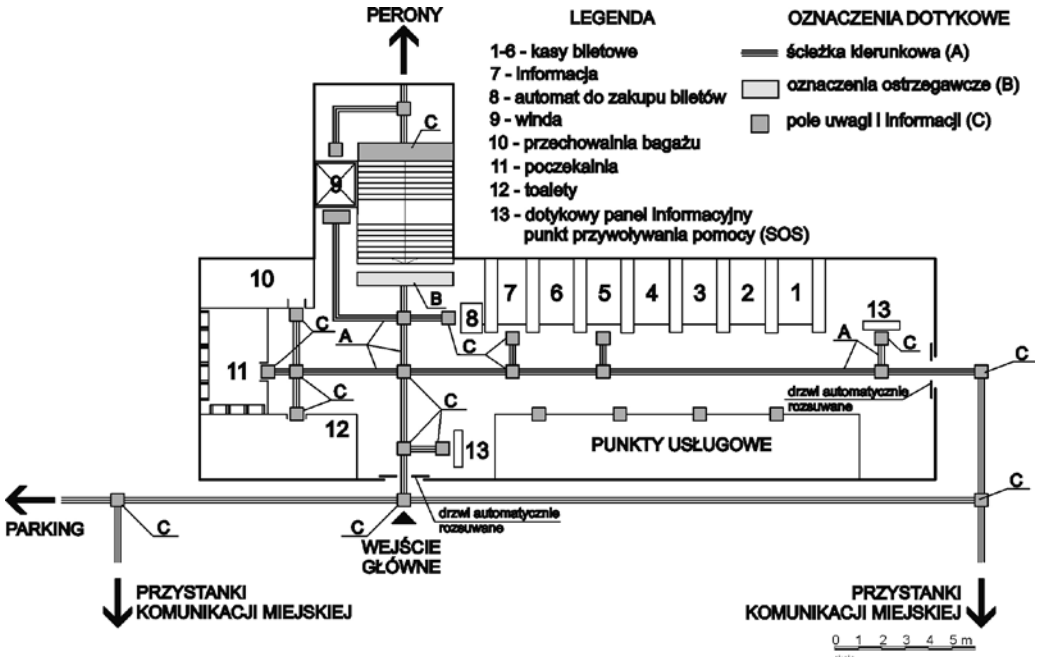 PERONY
LEGENDA
1-6 - kasy biletowe
7 - informacja
8 - automat do zakupu biletów
9 - winda
10 - przechowalnia bagażu
11 - poczekalnia
12 - toalety
13 - dotykowy panel informacyjny
punkt przywoływania pomocy (SOS)
OZNACZENIA DOTYKOWE
ścieżka kierunkowa (A)
oznaczenia ostrzegawcze (B)
pole uwagi i informacji (C)
C
9
10
B
8
7
6
5
4
3
2
1
13
C
A
C
C
A
C
11
C
C
drzwi automatycznie
rozsuwane
12
13
PUNKTY USŁUGOWE
C
PARKING
C
C
drzwi automatycznie
rozsuwane
WEJŚCIE
GŁÓWNE
PRZYSTANKI
KOMUNIKACJI MIEJSKIEJ
PRZYSTANKI
KOMUNIKACJI MIEJSKIEJ
0 1 2 3 4 5 m